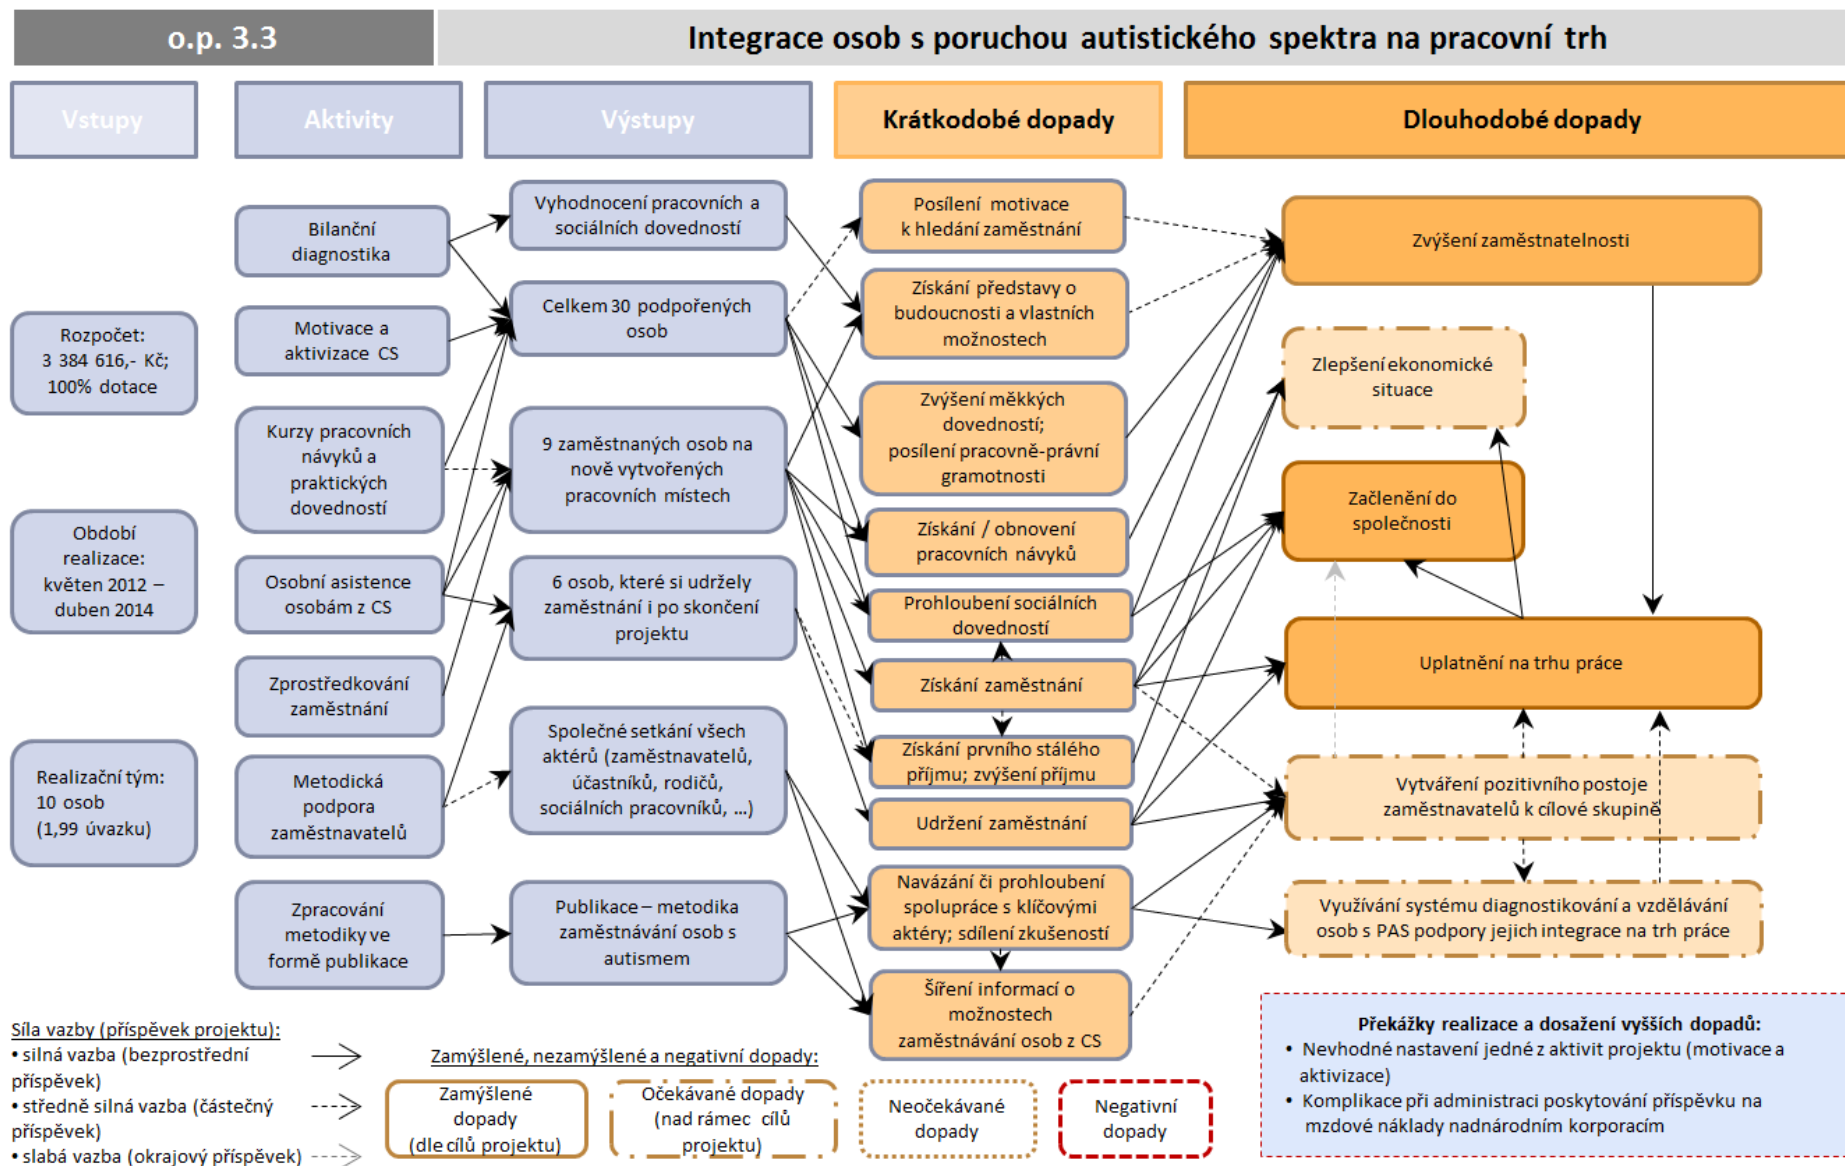 o.p. 3.3
Integrace osob s poruchou autistického spektra na pracovní trh
Vstupy
Aktivity
Výstupy
Krátkodobé dopady
Dlouhodobé dopady
Rozpočet:
3 384 616,- Kč;
100% dotace
Období
realizace:
květen 2012 –
duben 2014
Realizační tým:
10 osob
(1,99 úvazku)
Bilanční
diagnostika
Motivace a
aktivizace CS
Kurzy pracovních
návyků a
praktických
dovedností
Osobní asistence
osobám z CS
Zprostředkování
zaměstnání
Metodická
podpora
zaměstnavatelů
Zpracování
metodiky ve
formě publikace
Vyhodnocení pracovních a
sociálních dovedností
Celkem 30 podpořených
osob
9 zaměstnaných osob na
nově vytvořených
pracovních místech
6 osob, které si udržely
zaměstnání i po skončení
projektu
Společné setkání všech
aktérů (zaměstnavatelů,
účastníků, rodičů,
sociálních pracovníků, ...)
Publikace – metodika
zaměstnávání osob s
autismem
Posílení motivace
k hledání zaměstnání
Získání představy o
budoucnosti a vlastních
možnostech
Zvýšení měkkých
dovedností;
posílení pracovně-právní
gramotnosti
Získání / obnovení
pracovních návyků
Prohloubení sociálních
dovedností
Získání zaměstnání
Získání prvního stálého
příjmu; zvýšení příjmu
Udržení zaměstnání
Navázání či prohloubení
spolupráce s klíčovými
aktéry; sdílení zkušeností
Šíření informací o
možnostech
zaměstnávání osob z CS
Zvýšení zaměstnatelnosti
Zlepšení ekonomické
situace
Začlenění do
společnosti
Uplatnění na trhu práce
Vytváření pozitivního postoje
zaměstnavatelů k cílové skupině
Využívání systému diagnostikování a vzdělávání
osob s PAS podpory jejich integrace na trh práce
Síla vazby (příspěvek projektu):
• silná vazba (bezprostřední
příspěvek)
• středně silná vazba (částečný
příspěvek)
• slabá vazba (okrajový příspěvek)
Zamýšlené, nezamýšlené a negativní dopady:
Zamýšlené
dopady
(dle cílů projektu)
Očekávané dopady
(nad rámec cílů
projektu)
Neočekávané
dopady
Negativní
dopady
Překážky realizace a dosažení vyšších dopadů:
• Nevhodné nastavení jedné z aktivit projektu (motivace a
aktivizace)
• Komplikace při administraci poskytování příspěvku na
mzdové náklady nadnárodním korporacím